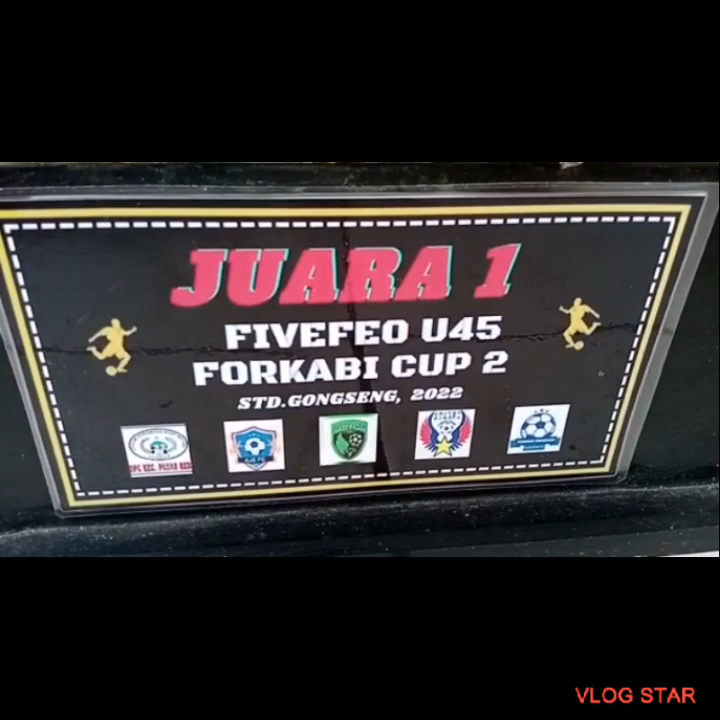 JUARA 1
FIVEFEO U45
FORKABI CUP 2
STD.GONGSENG, 2022
VLOG STAR